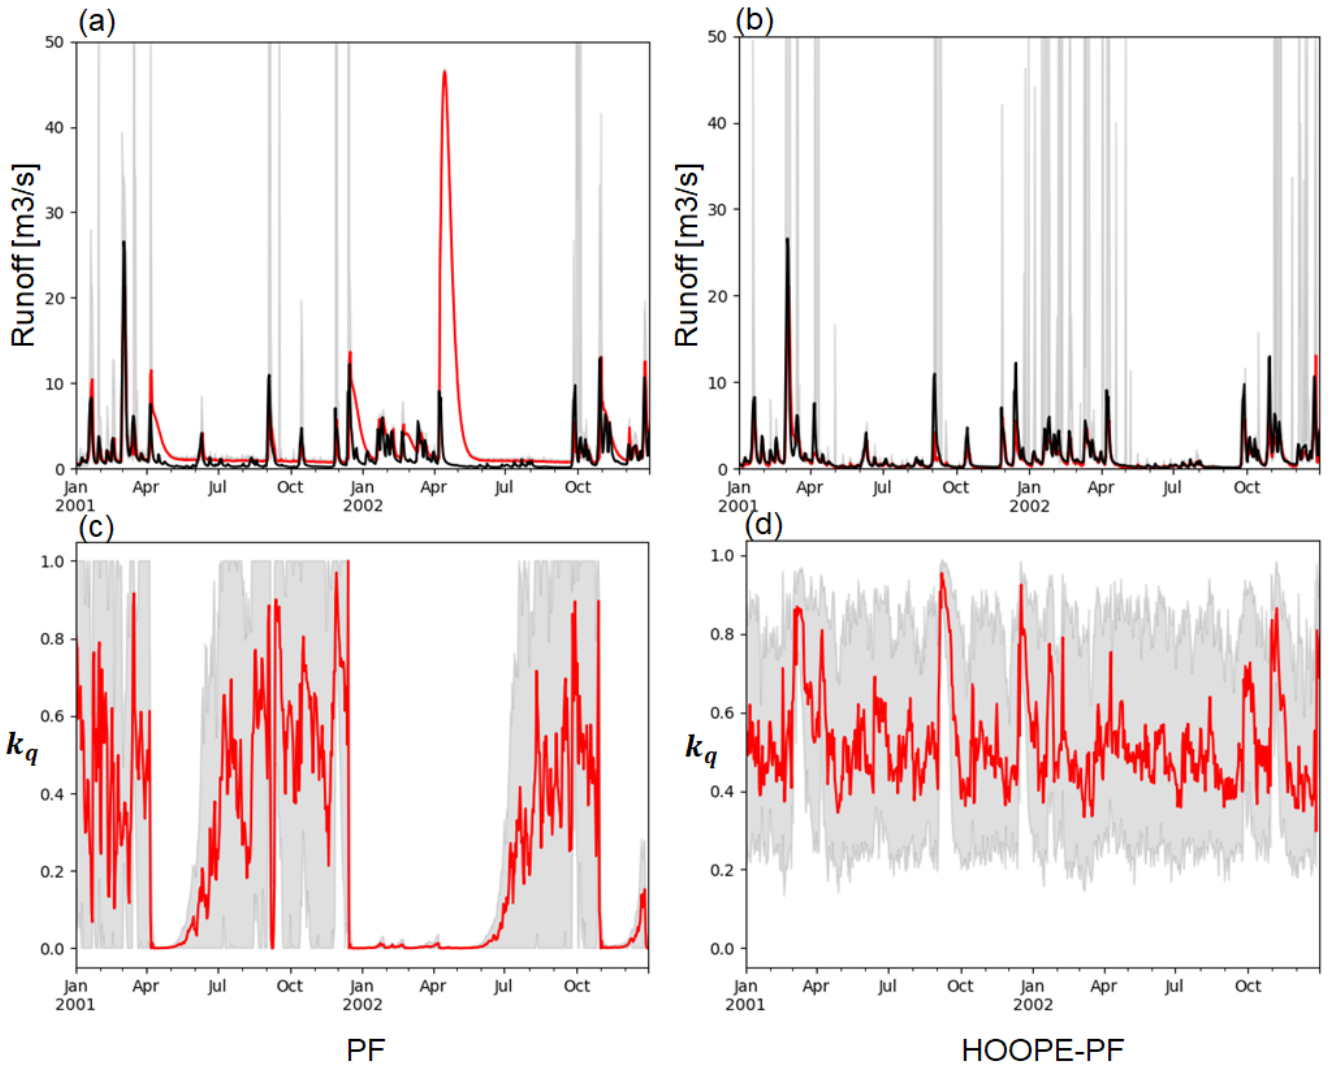 (a)
(b)
Runoff [m3/s]
50
40
30
20
10
0
Jan
2001
Apr
Jul
Oct
Jan
2002
Apr
Jul
Oct
Runoff [m3/s]
50
40
30
20
10
0
Jan
2001
Apr
Jul
Oct
Jan
2002
Apr
Jul
Oct
(c)
(d)
k_q
1.0
0.8
0.6
0.4
0.2
0.0
Jan
2001
Apr
Jul
Oct
Jan
2002
Apr
Jul
Oct
k_q
1.0
0.8
0.6
0.4
0.2
0.0
Jan
2001
Apr
Jul
Oct
Jan
2002
Apr
Jul
Oct
PF
HOOPE-PF